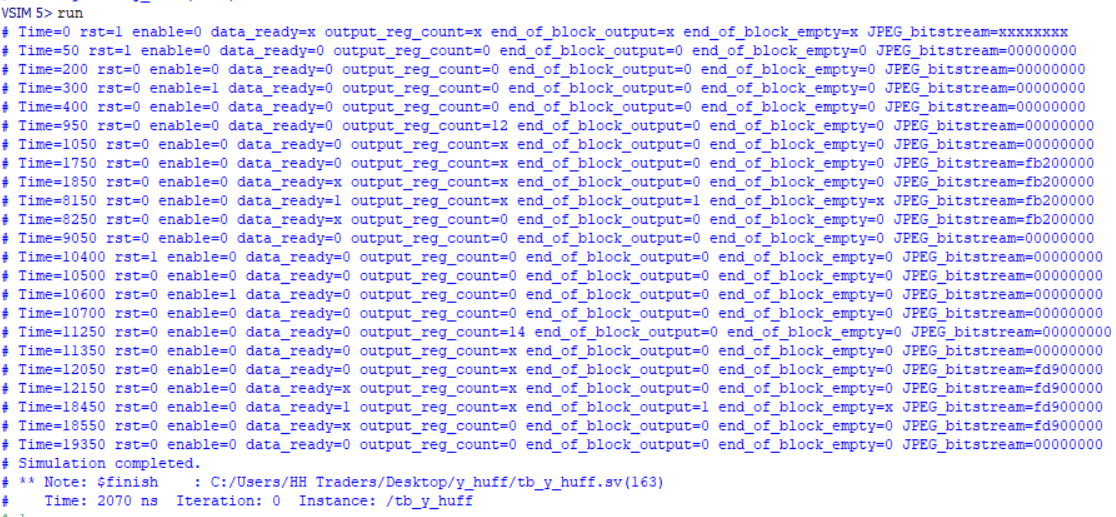 VSIM 5> run
# Time=0 rst=1 enable=0 data_ready=x output_reg_count=x end_of_block_output=x end_of_block_empty=x JPEG_bitstream=xxxxxxxx
# Time=50 rst=1 enable=0 data_ready=0 output_reg_count=0 end_of_block_output=0 end_of_block_empty=0 JPEG_bitstream=00000000
# Time=200 rst=0 enable=0 data_ready=0 output_reg_count=0 end_of_block_output=0 end_of_block_empty=0 JPEG_bitstream=00000000
# Time=300 rst=0 enable=1 data_ready=0 output_reg_count=0 end_of_block_output=0 end_of_block_empty=0 JPEG_bitstream=00000000
# Time=400 rst=0 enable=0 data_ready=0 output_reg_count=0 end_of_block_output=0 end_of_block_empty=0 JPEG_bitstream=00000000
# Time=950 rst=0 enable=0 data_ready=0 output_reg_count=12 end_of_block_output=0 end_of_block_empty=0 JPEG_bitstream=00000000
# Time=1050 rst=0 enable=0 data_ready=0 output_reg_count=x end_of_block_output=0 end_of_block_empty=0 JPEG_bitstream=00000000
# Time=1750 rst=0 enable=0 data_ready=0 output_reg_count=x end_of_block_output=0 end_of_block_empty=0 JPEG_bitstream=fb200000
# Time=1850 rst=0 enable=0 data_ready=x output_reg_count=x end_of_block_output=0 end_of_block_empty=0 JPEG_bitstream=fb200000
# Time=8150 rst=0 enable=0 data_ready=1 output_reg_count=x end_of_block_output=1 end_of_block_empty=x JPEG_bitstream=fb200000
# Time=8250 rst=0 enable=0 data_ready=x output_reg_count=0 end_of_block_output=0 end_of_block_empty=0 JPEG_bitstream=fb200000
# Time=9050 rst=0 enable=0 data_ready=0 output_reg_count=0 end_of_block_output=0 end_of_block_empty=0 JPEG_bitstream=00000000
# Time=10400 rst=1 enable=0 data_ready=0 output_reg_count=0 end_of_block_output=0 end_of_block_empty=0 JPEG_bitstream=00000000
# Time=10500 rst=0 enable=0 data_ready=0 output_reg_count=0 end_of_block_output=0 end_of_block_empty=0 JPEG_bitstream=00000000
# Time=10600 rst=0 enable=1 data_ready=0 output_reg_count=0 end_of_block_output=0 end_of_block_empty=0 JPEG_bitstream=00000000
# Time=10700 rst=0 enable=0 data_ready=0 output_reg_count=0 end_of_block_output=0 end_of_block_empty=0 JPEG_bitstream=00000000
# Time=11250 rst=0 enable=0 data_ready=0 output_reg_count=14 end_of_block_output=0 end_of_block_empty=0 JPEG_bitstream=00000000
# Time=11350 rst=0 enable=0 data_ready=0 output_reg_count=x end_of_block_output=0 end_of_block_empty=0 JPEG_bitstream=00000000
# Time=12050 rst=0 enable=0 data_ready=0 output_reg_count=x end_of_block_output=0 end_of_block_empty=0 JPEG_bitstream=fd900000
# Time=12150 rst=0 enable=0 data_ready=x output_reg_count=x end_of_block_output=0 end_of_block_empty=0 JPEG_bitstream=fd900000
# Time=18450 rst=0 enable=0 data_ready=1 output_reg_count=x end_of_block_output=1 end_of_block_empty=x JPEG_bitstream=fd900000
# Time=18550 rst=0 enable=0 data_ready=x output_reg_count=0 end_of_block_output=0 end_of_block_empty=0 JPEG_bitstream=fd900000
# Time=19350 rst=0 enable=0 data_ready=0 output_reg_count=0 end_of_block_output=0 end_of_block_empty=0 JPEG_bitstream=00000000
# Simulation completed.
# ** Note: $finish    : C:/Users/HH Traders/Desktop/y_huff/tb_y_huff.sv(163)
#    Time: 2070 ns  Iteration: 0  Instance: /tb_y_huff